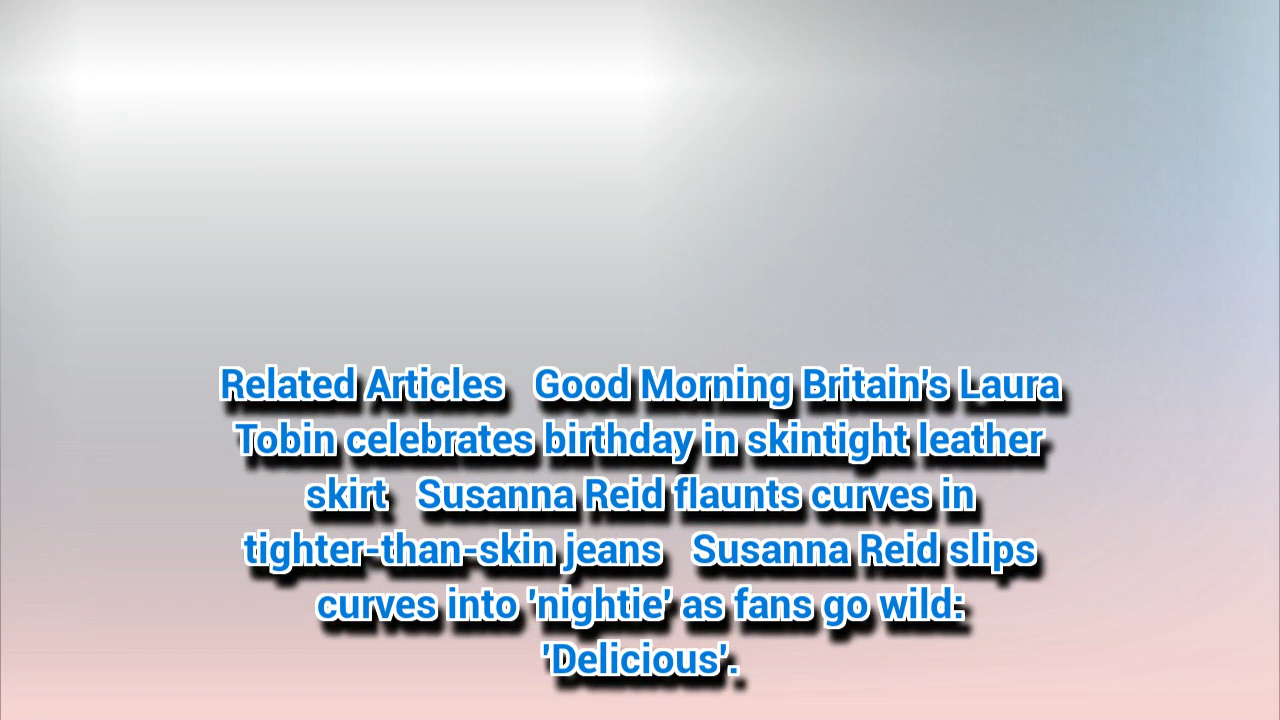 Related Articles   Good Morning Britain's Laura
Tobin celebrates birthday in skintight leather
skirt   Susanna Reid flaunts curves in
tighter-than-skin jeans   Susanna Reid slips
curves into 'nightie' as fans go wild:
'Delicious'.